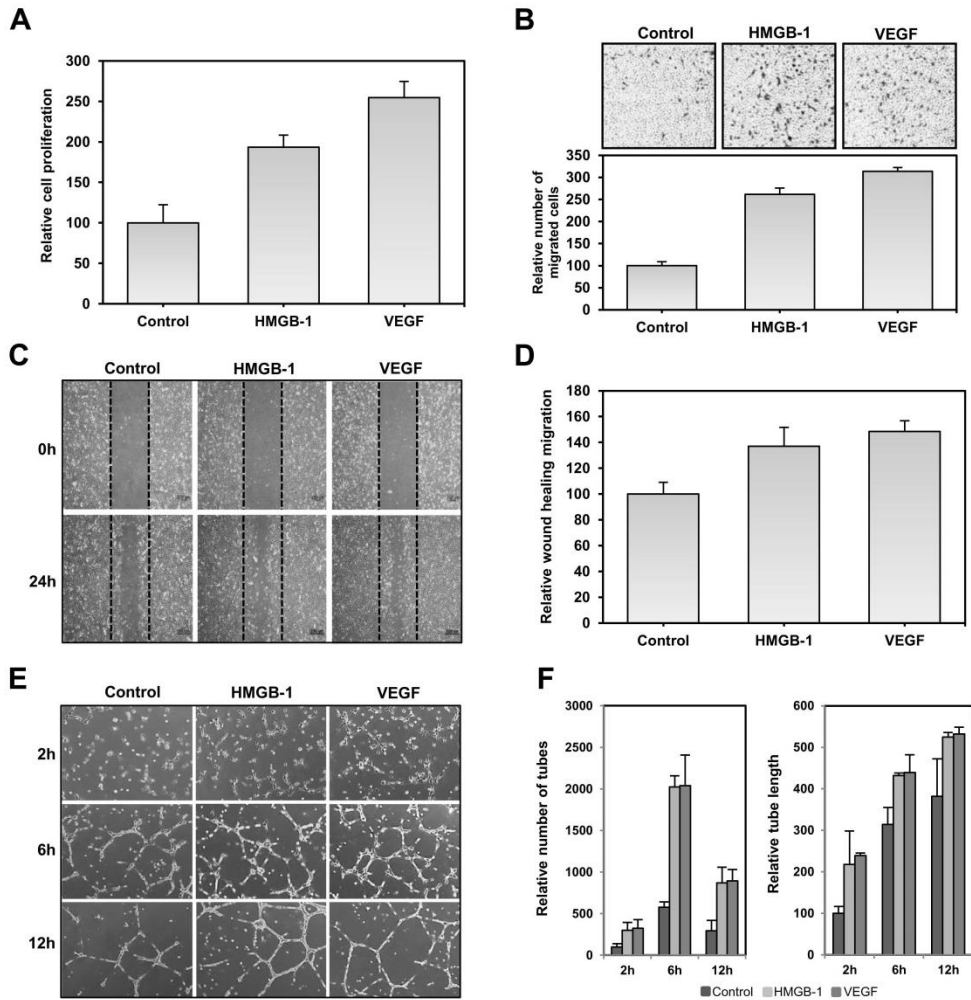 A
Relative cell proliferation
300
250
200
150
100
50
0
Control HMGB-1 VEGF
B
Control HMGB-1 VEGF
Relative number of
migrated cells
350
300
250
200
150
100
50
0
Control HMGB-1 VEGF
C
Control HMGB-1 VEGF
0h
24h
D
Relative wound healing migration
180
160
140
120
100
80
60
40
20
0
Control HMGB-1 VEGF
E
Control HMGB-1 VEGF
2h
6h
12h
F
Relative number of tubes
3000
2500
2000
1500
1000
500
0
2h 6h 12h
Relative tube length
600
500
400
300
200
100
0
2h 6h 12h
Control HMGB-1 VEGF